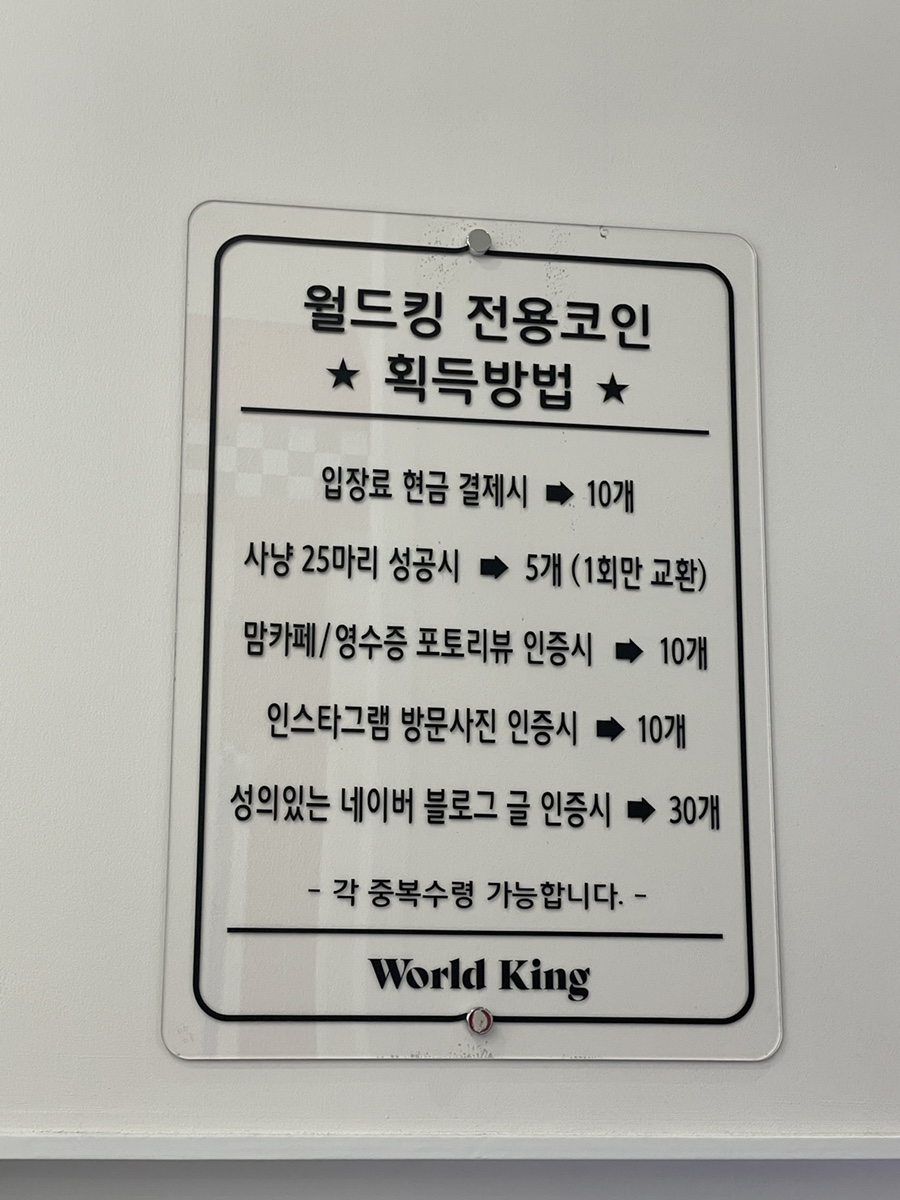 월드킹 전용코인
★ 획득방법 ★
입장료 현금 결제시 ➡ 10개
사냥 25마리 성공시 ➡ 5개 (1회만 교환)
맘카페/영수증 포토리뷰 인증시 ➡ 10개
인스타그램 방문사진 인증시 ➡ 10개
성의있는 네이버 블로그 글 인증시 ➡ 30개
- 각 중복수령 가능합니다. -
World King